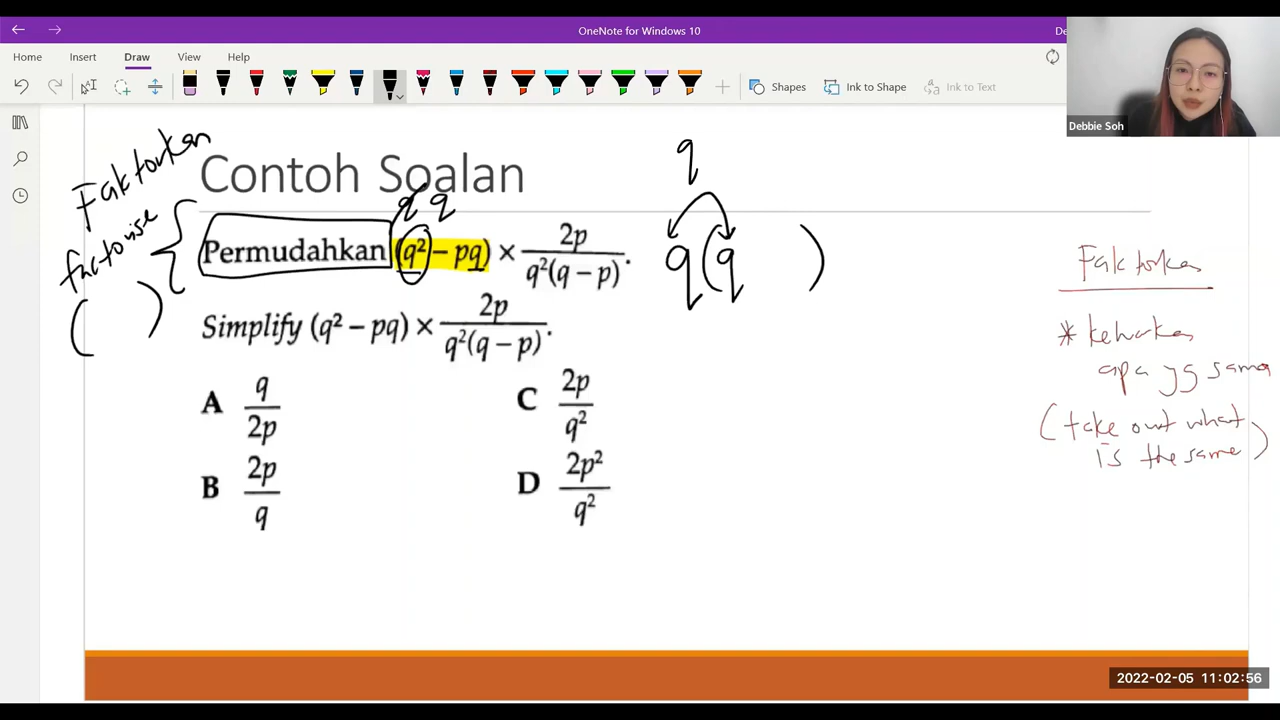 OneNote for Windows 10
De
Home Insert Draw View Help
Shapes Ink to Shape Ink to Text
Debbie Soh
Faktorkan
factorise
( )
Contoh Soalan
q q
Permudahkan (q² – pq) × 2p / q²(q – p).
Simplify (q² – pq) × 2p / q²(q – p).
A q / 2p
B 2p / q
C 2p / q²
D 2p² / q²
q
q(q )
Faktorkan
* keluarkan
apa yg sama
(take out what
is the same)
2022-02-05 11:02:56